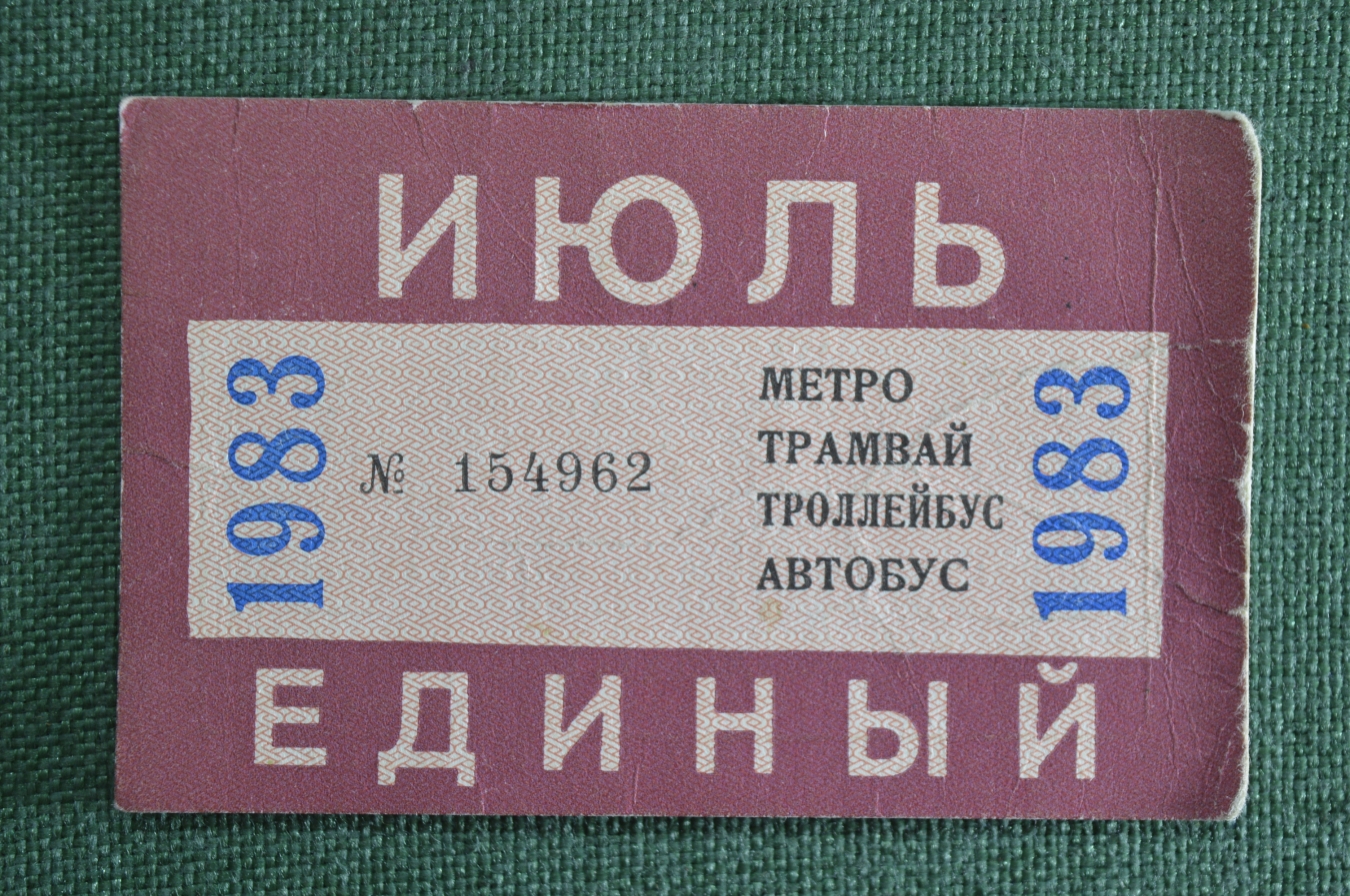 ИЮЛЬ
1983
№ 154962
МЕТРО
ТРАМВАЙ
ТРОЛЛЕЙБУС
АВТОБУС
1983
ЕДИНЫЙ